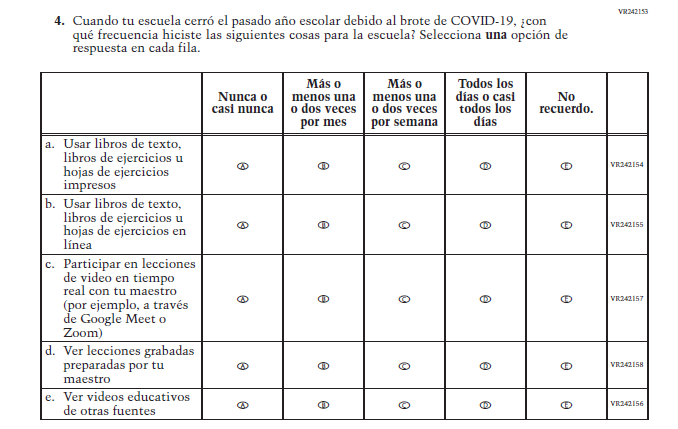 VR242153
4. Cuando tu escuela cerró el pasado año escolar debido al brote de COVID-19, ¿con
qué frecuencia hiciste las siguientes cosas para la escuela? Selecciona una opción de
respuesta en cada fila.
Nunca o
casi nunca
Más o
menos una
o dos veces
por mes
Más o
menos una
o dos veces
por semana
Todos los
días o casi
todos los
días
No
recuerdo.
a. Usar libros de texto,
libros de ejercicios u
hojas de ejercicios
impresos
A B C D E VR242154
b. Usar libros de texto,
libros de ejercicios u
hojas de ejercicios en
línea
A B C D E VR242155
c. Participar en lecciones
de video en tiempo
real con tu maestro
(por ejemplo, a través
de Google Meet o
Zoom)
A B C D E VR242157
d. Ver lecciones grabadas
preparadas por tu
maestro
A B C D E VR242158
e. Ver videos educativos
de otras fuentes
A B C D E VR242156